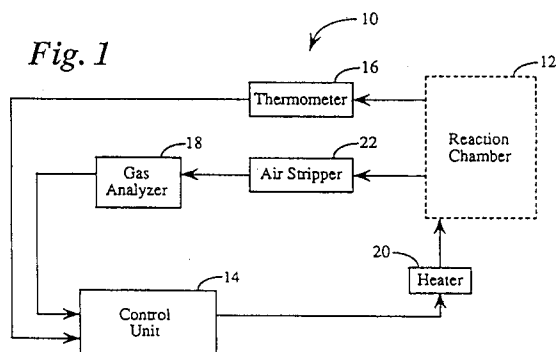 Fig. 1
10
16
12
Thermometer
Reaction
Chamber
18
22
Gas
Analyzer
Air Stripper
20
Heater
14
Control
Unit